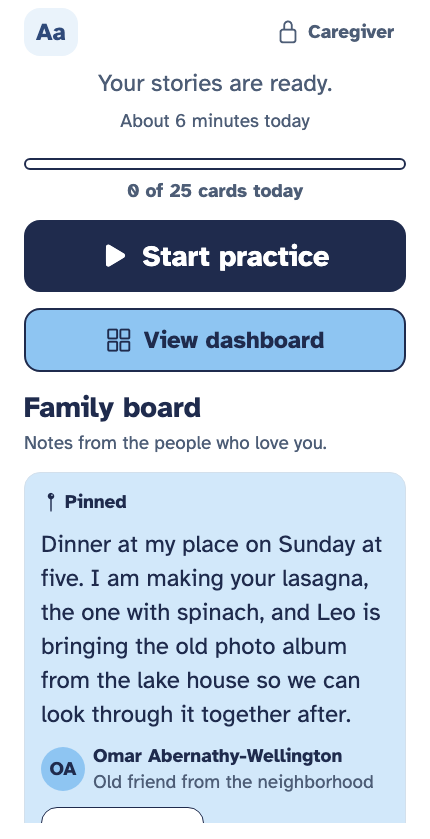 Aa
Caregiver
Your stories are ready.
About 6 minutes today
0 of 25 cards today
Start practice
View dashboard
Family board
Notes from the people who love you.
Pinned
Dinner at my place on Sunday at
five. I am making your lasagna,
the one with spinach, and Leo is
bringing the old photo album
from the lake house so we can
look through it together after.
OA
Omar Abernathy-Wellington
Old friend from the neighborhood